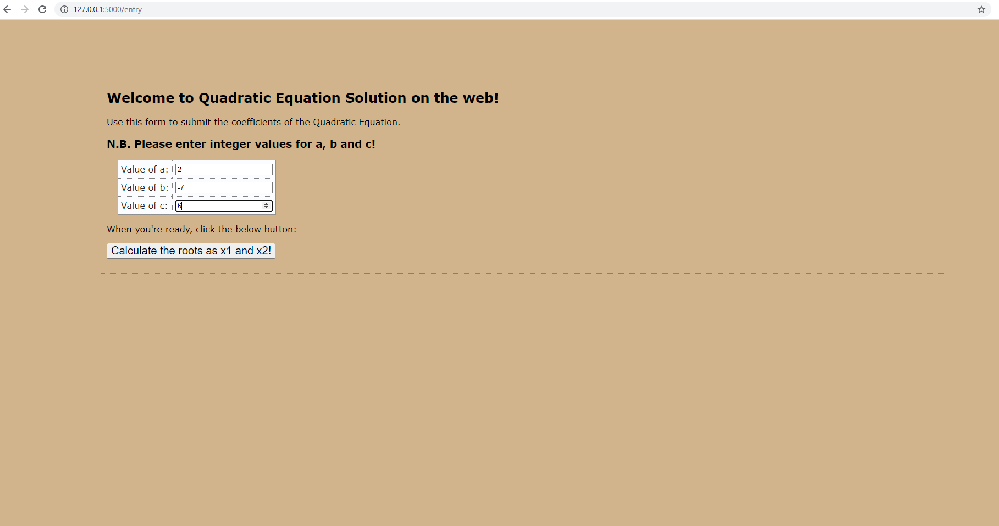 127.0.0.1:5000/entry
Welcome to Quadratic Equation Solution on the web!
Use this form to submit the coefficients of the Quadratic Equation.
N.B. Please enter integer values for a, b and c!
Value of a: 2
Value of b: -7
Value of c: 6
When you're ready, click the below button:
Calculate the roots as x1 and x2!